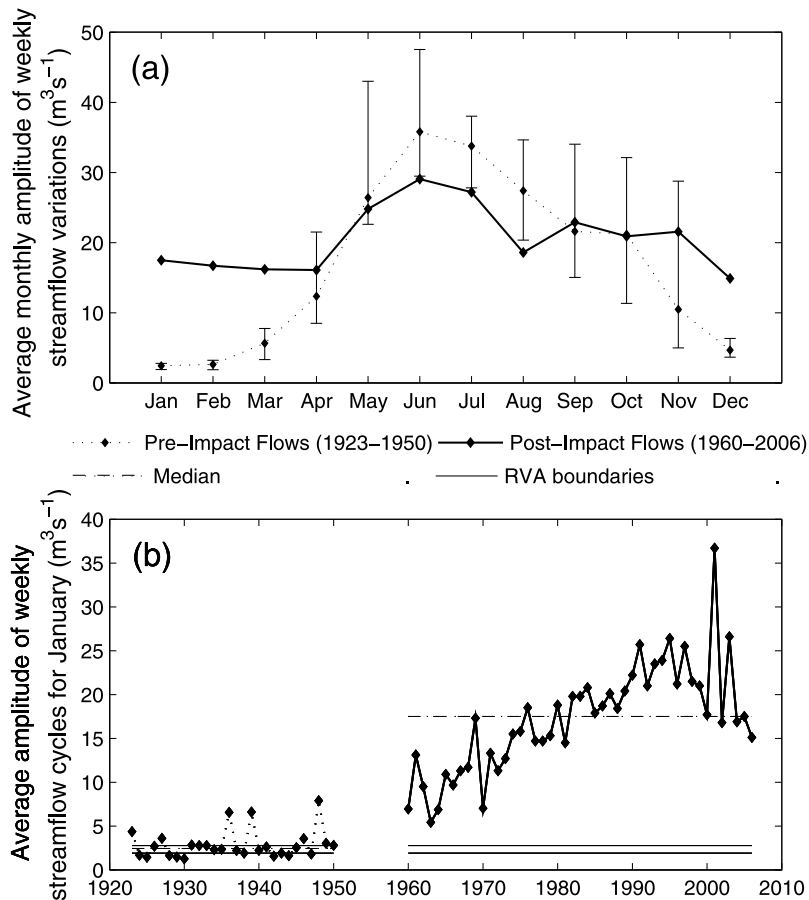 Average monthly amplitude of weekly
streamflow variations (m³s⁻¹)
50
40
30
20
10
0
(a)
Jan Feb Mar Apr May Jun Jul Aug Sep Oct Nov Dec
Pre−Impact Flows (1923−1950) Post−Impact Flows (1960−2006)
Median RVA boundaries
Average amplitude of weekly
streamflow cycles for January (m³s⁻¹)
40
35
30
25
20
15
10
5
0
(b)
1920 1930 1940 1950 1960 1970 1980 1990 2000 2010